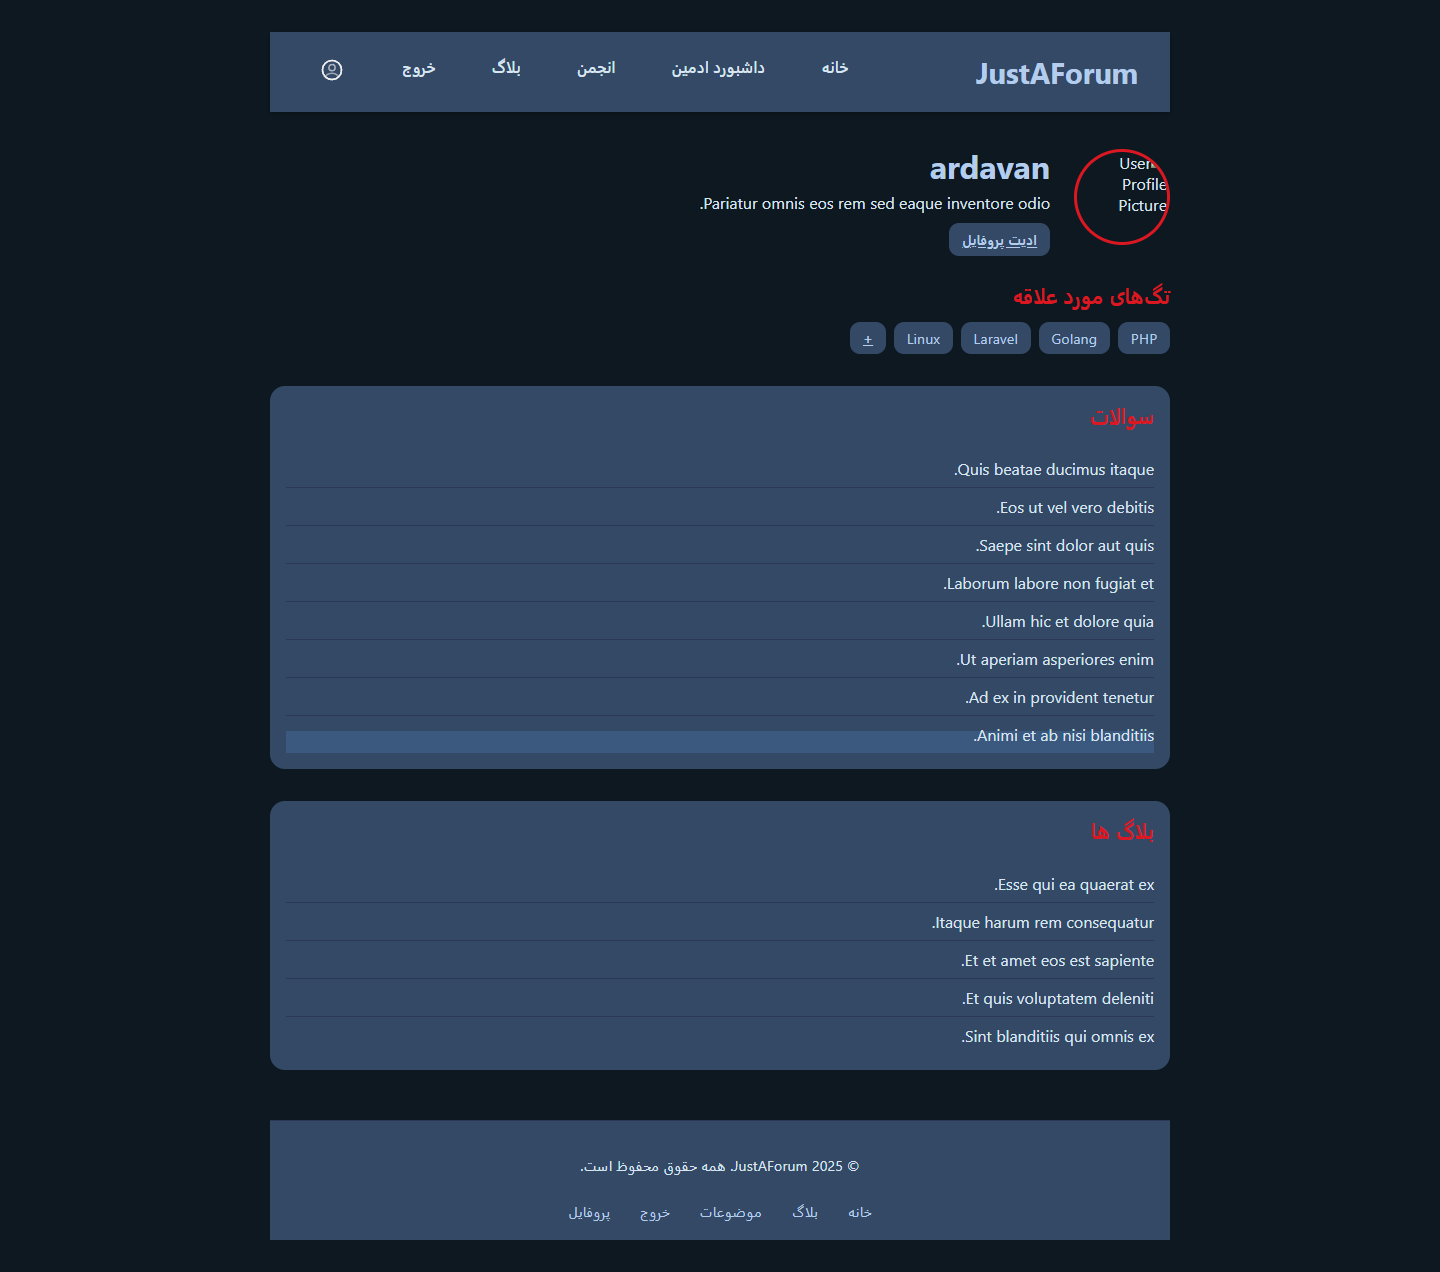 JustAForum
خانه داشبورد ادمین انجمن بلاگ خروج
User Profile Picture
ardavan
Pariatur omnis eos rem sed eaque inventore odio.
ادیت پروفایل
تگ‌های مورد علاقه
PHP Golang Laravel Linux +
سوالات
Quis beatae ducimus itaque.
Eos ut vel vero debitis.
Saepe sint dolor aut quis.
Laborum labore non fugiat et.
Ullam hic et dolore quia.
Ut aperiam asperiores enim.
Ad ex in provident tenetur.
Animi et ab nisi blanditiis.
بلاگ ها
Esse qui ea quaerat ex.
Itaque harum rem consequatur.
Et et amet eos est sapiente.
Et quis voluptatem deleniti.
Sint blanditiis qui omnis ex.
© 2025 JustAForum. همه حقوق محفوظ است.
خانه بلاگ موضوعات خروج پروفایل